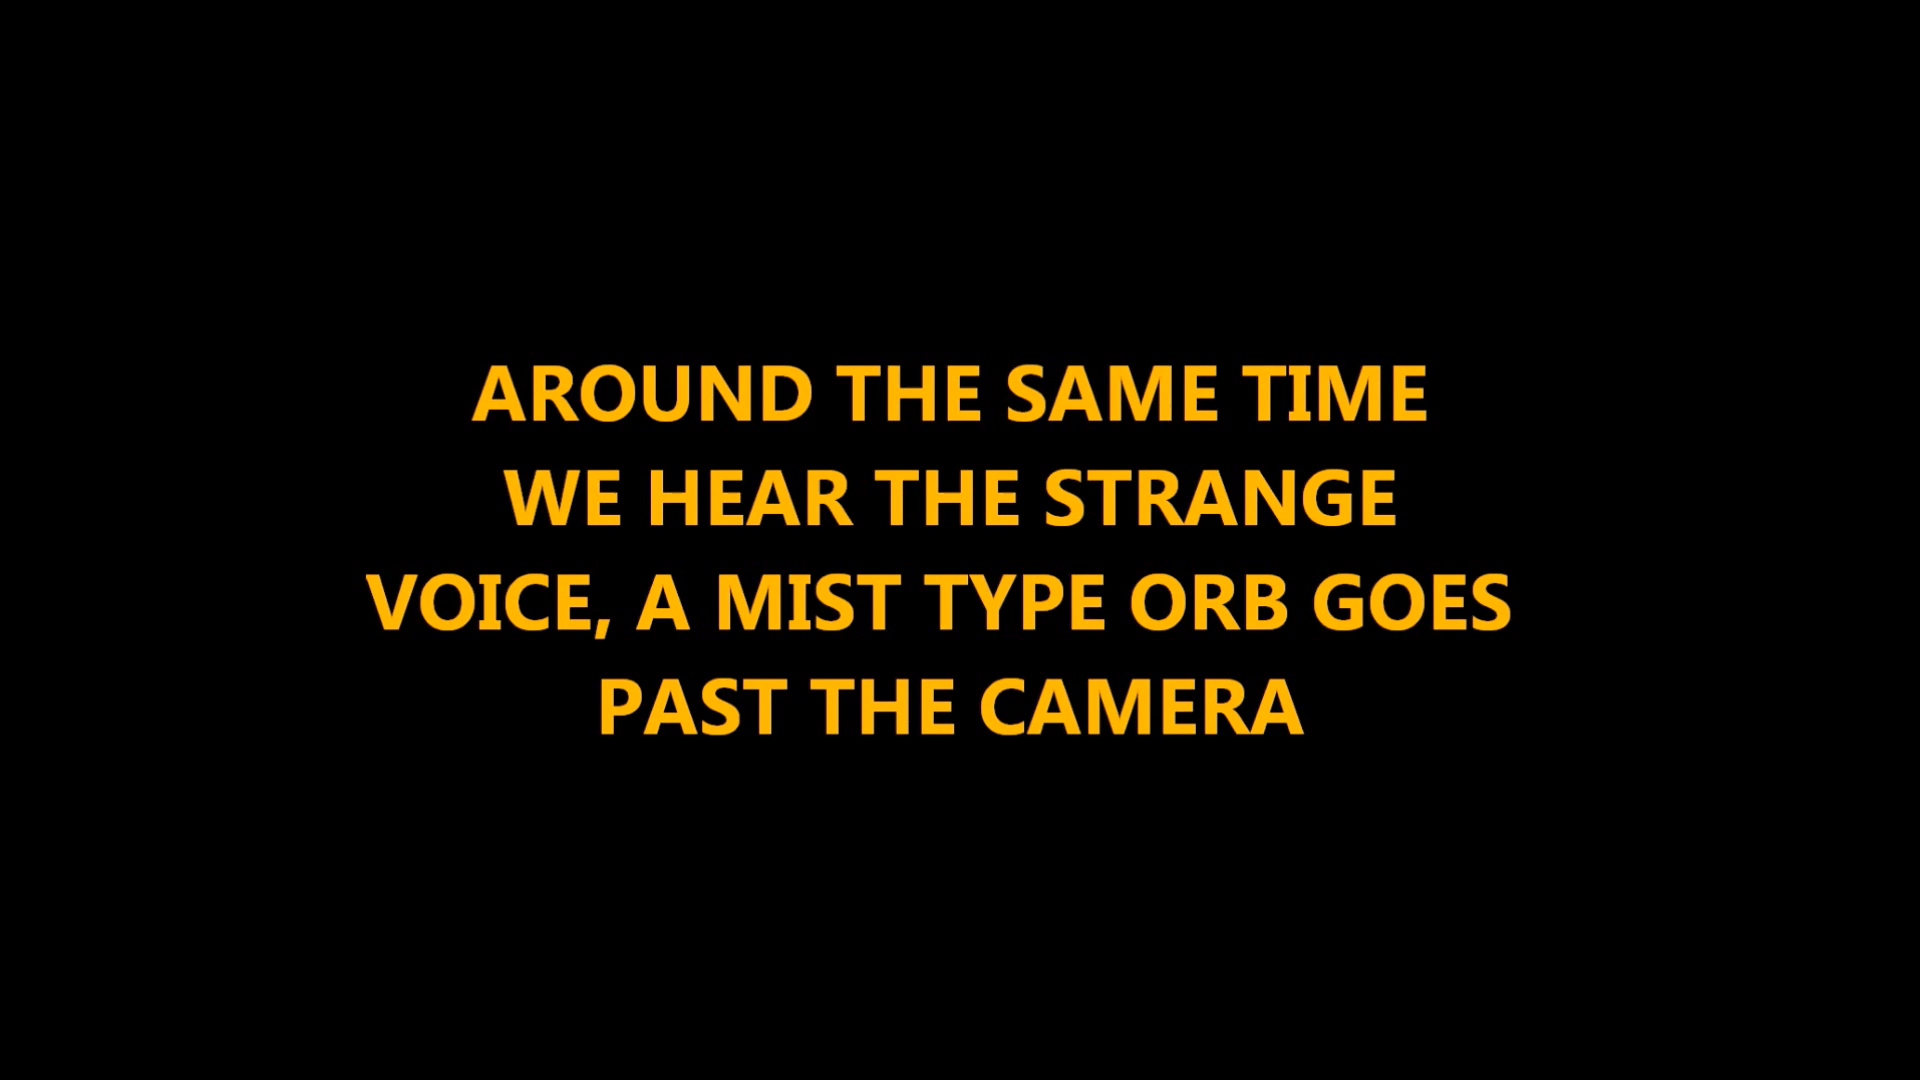 AROUND THE SAME TIME
WE HEAR THE STRANGE
VOICE, A MIST TYPE ORB GOES
PAST THE CAMERA